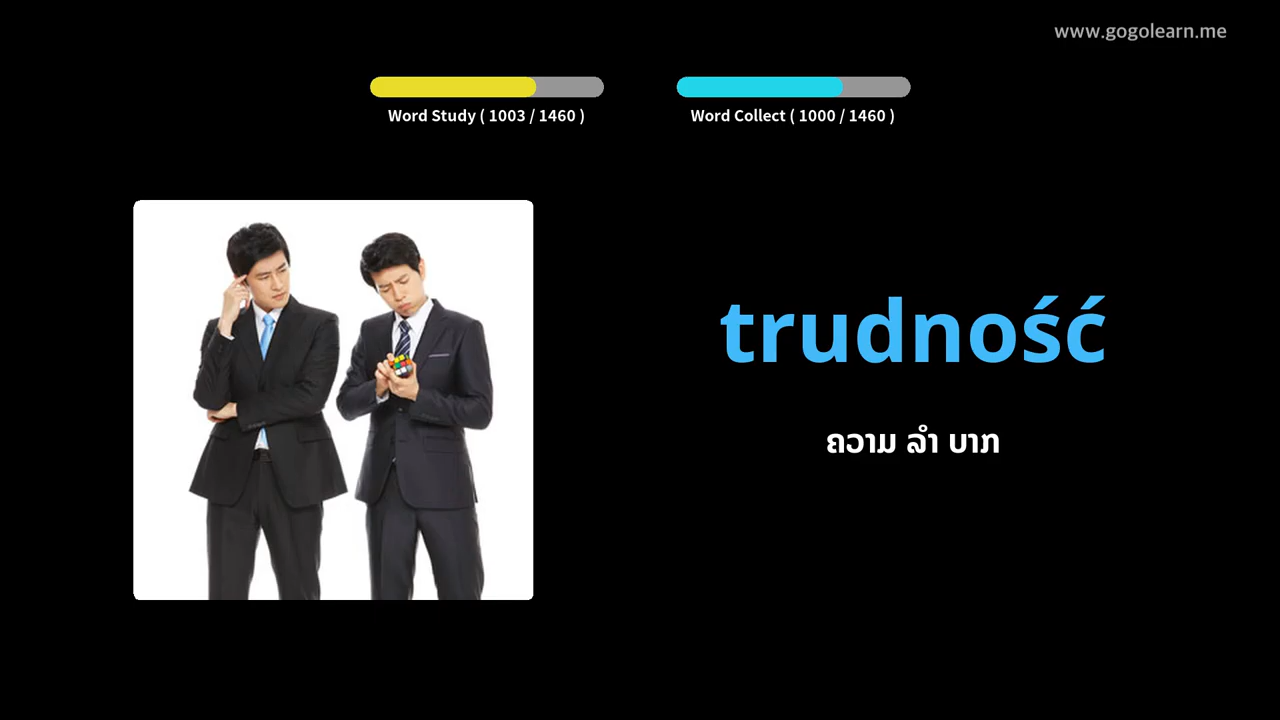 www.gogolearn.me
Word Study ( 1003 / 1460 )
Word Collect ( 1000 / 1460 )
trudność
ຄວາມ ລຳ ບາກ